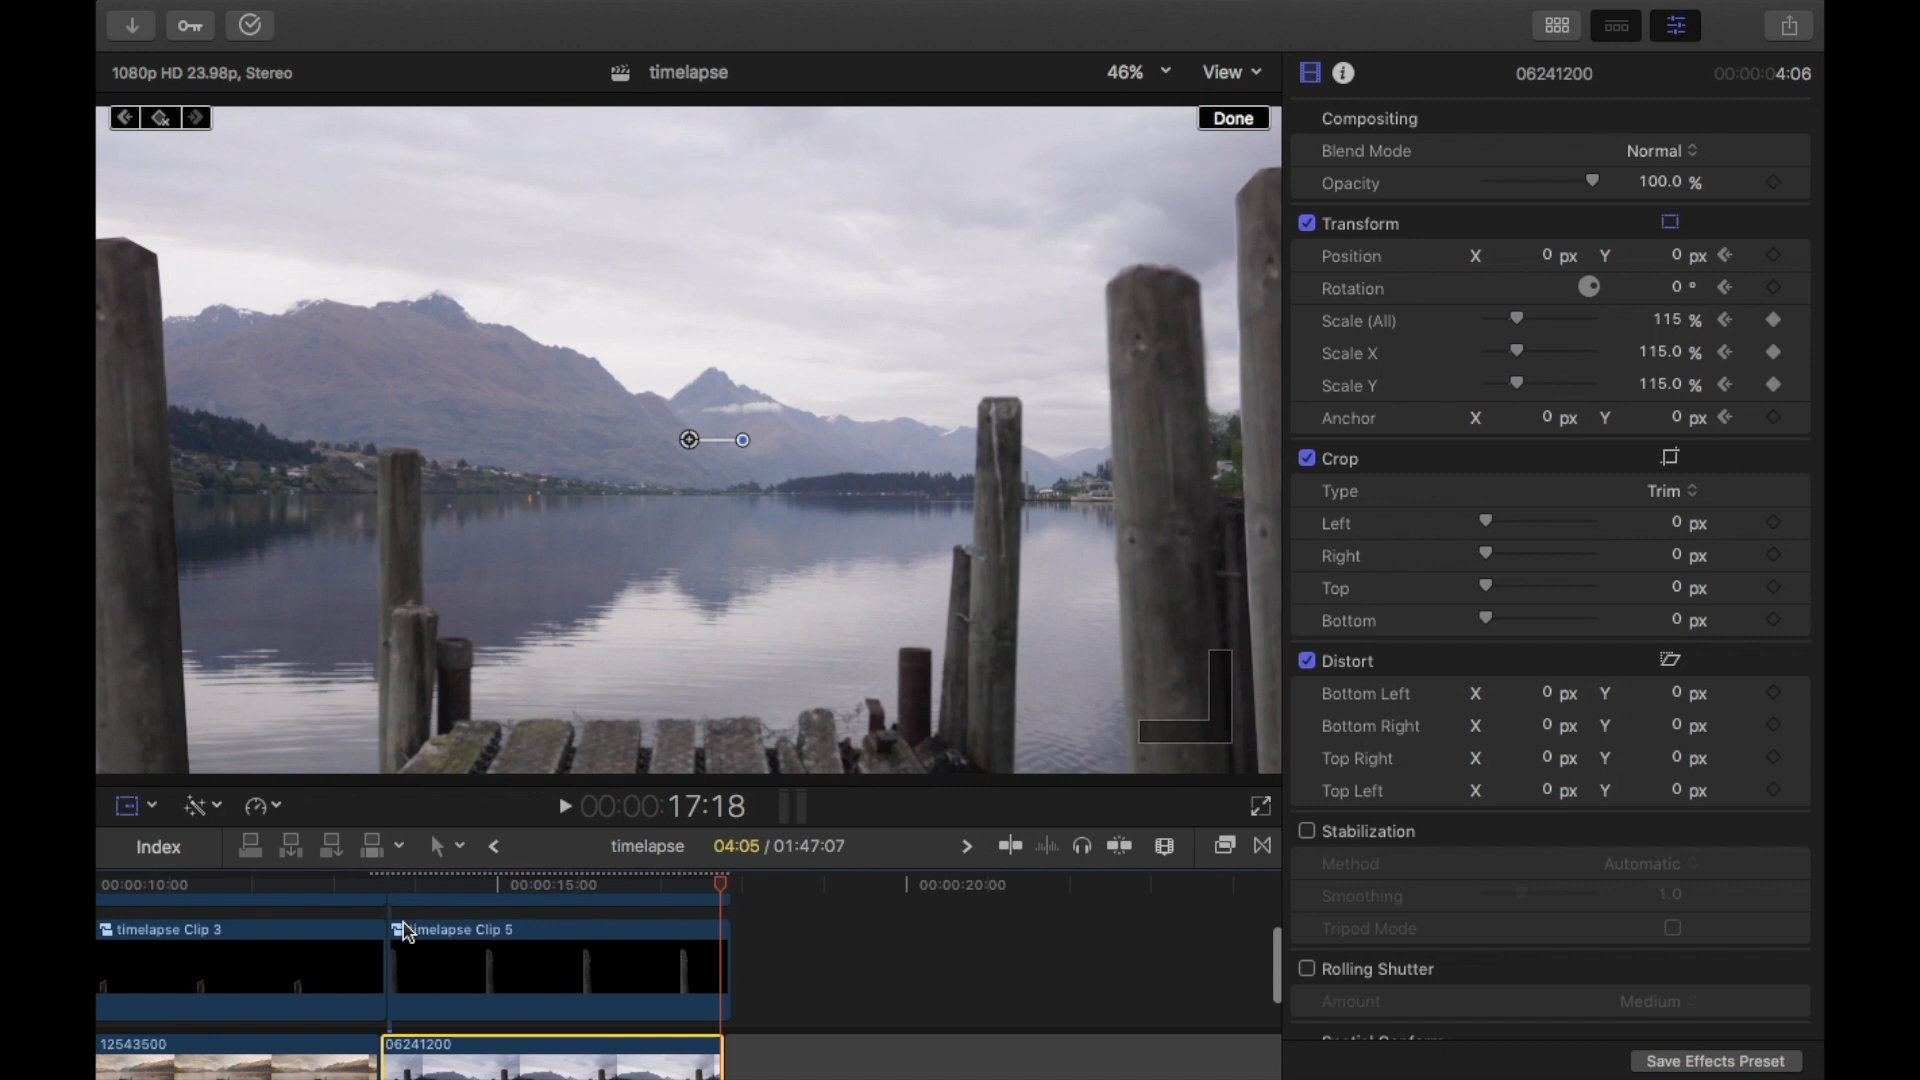 1080p HD 23.98p, Stereo
timelapse
46%
View
06241200
00:00:04:06
Done
Compositing
Blend Mode Normal
Opacity 100.0 %
Transform
Position X 0 px Y 0 px
Rotation 0 °
Scale (All) 115 %
Scale X 115.0 %
Scale Y 115.0 %
Anchor X 0 px Y 0 px
Crop
Type Trim
Left 0 px
Right 0 px
Top 0 px
Bottom 0 px
Distort
Bottom Left X 0 px Y 0 px
Bottom Right X 0 px Y 0 px
Top Right X 0 px Y 0 px
Top Left X 0 px Y 0 px
Stabilization
Method Automatic
Smoothing 1.0
Tripod Mode
Rolling Shutter
Amount Medium
Save Effects Preset
00:00:17:18
Index
timelapse 04:05 / 01:47:07
00:00:10:00 00:00:15:00 00:00:20:00
timelapse Clip 3
timelapse Clip 5
12543500
06241200